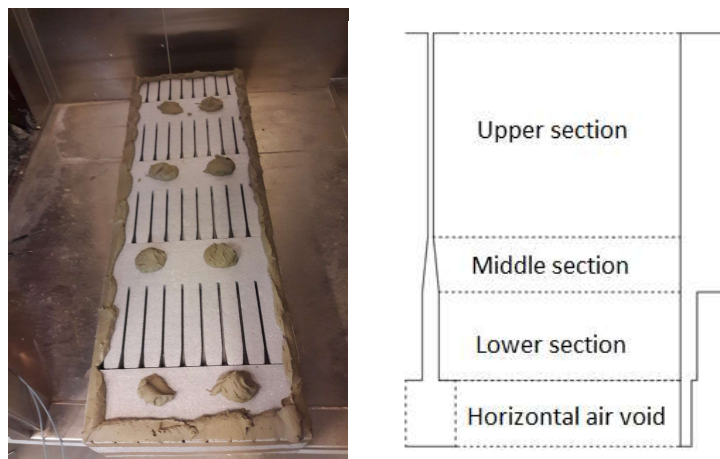 Upper section
Middle section
Lower section
Horizontal air void